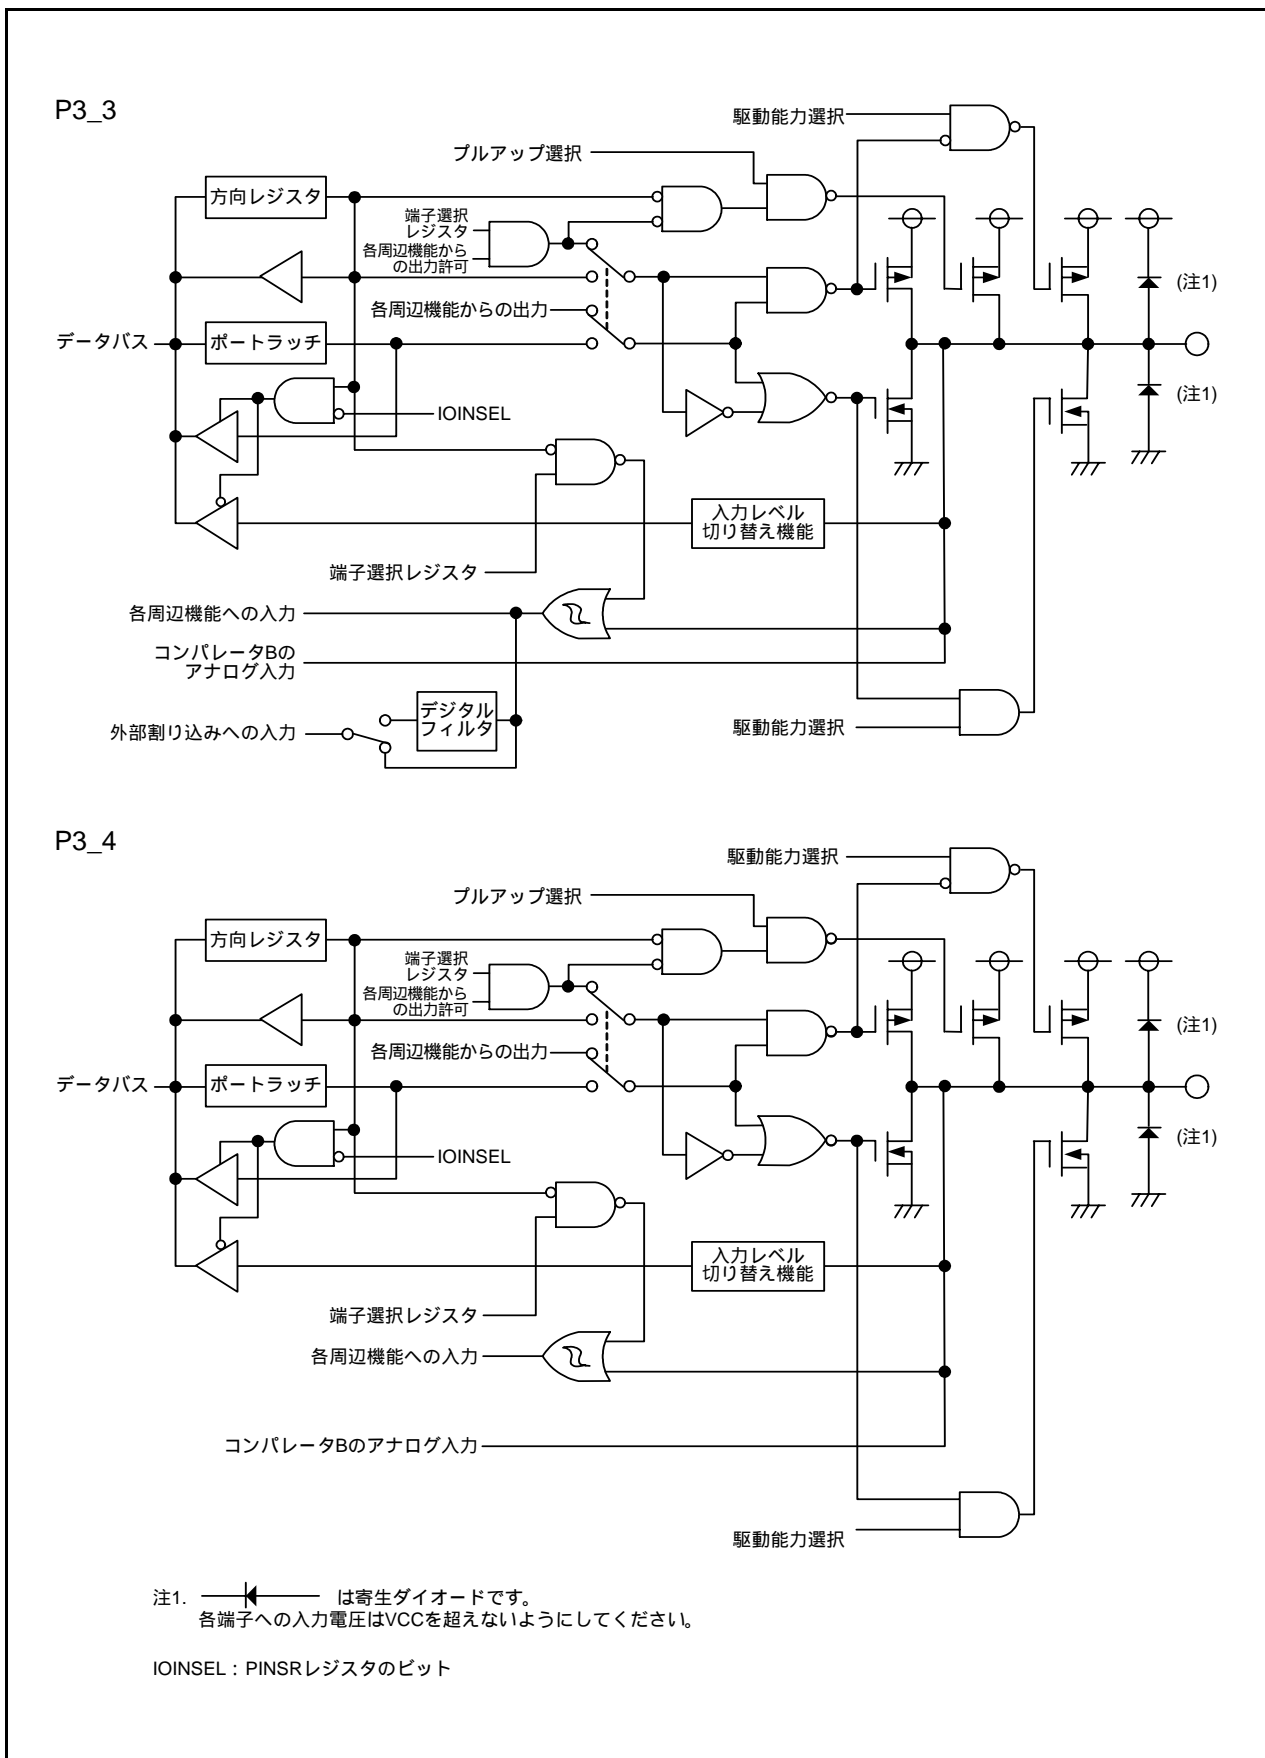 P3_3
駆動能力選択
プルアップ選択
方向レジスタ
端子選択
レジスタ
各周辺機能から
の出力許可
(注1)
各周辺機能からの出力
データバス
ポートラッチ
(注1)
IOINSEL
入力レベル
切り替え機能
端子選択レジスタ
各周辺機能への入力
コンパレータBの
アナログ入力
デジタル
フィルタ
外部割り込みへの入力
駆動能力選択
P3_4
駆動能力選択
プルアップ選択
方向レジスタ
端子選択
レジスタ
各周辺機能から
の出力許可
(注1)
各周辺機能からの出力
データバス
ポートラッチ
(注1)
IOINSEL
入力レベル
切り替え機能
端子選択レジスタ
各周辺機能への入力
コンパレータBのアナログ入力
駆動能力選択
注1. は寄生ダイオードです。
各端子への入力電圧はVCCを超えないようにしてください。
IOINSEL：PINSRレジスタのビット